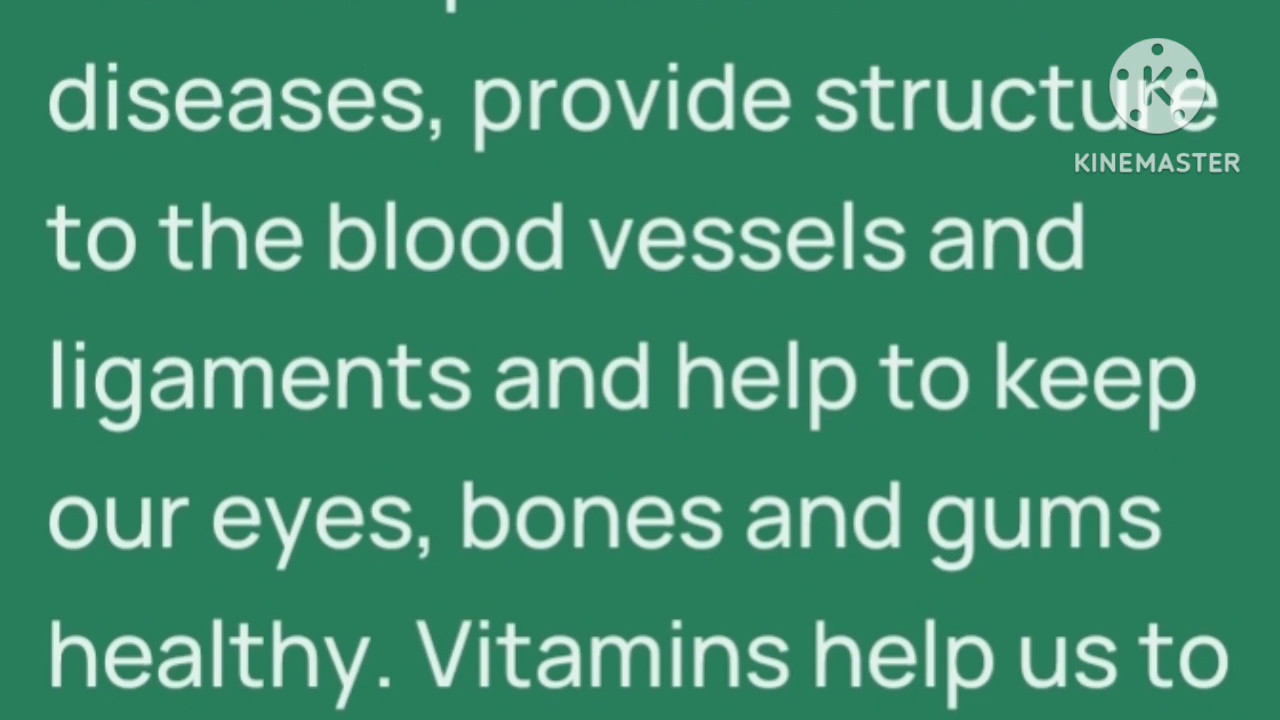 diseases, provide structure
KINEMASTER
to the blood vessels and
ligaments and help to keep
our eyes, bones and gums
healthy. Vitamins help us to